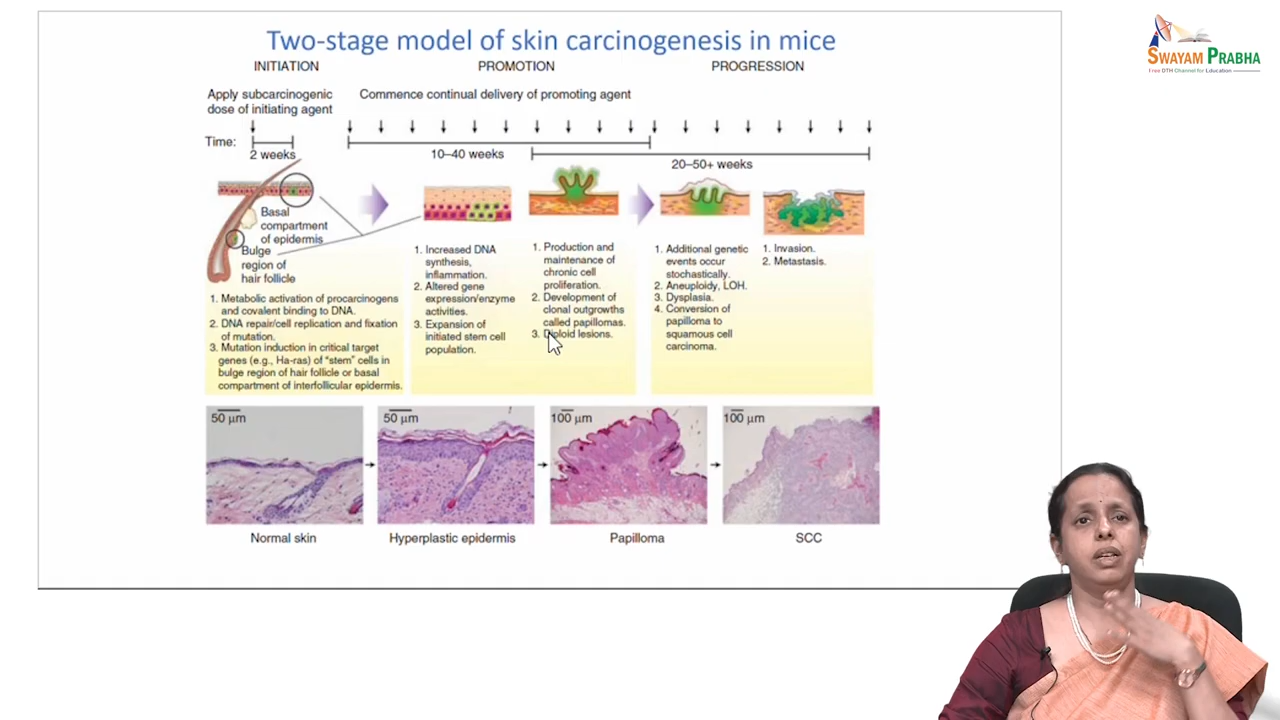 Two-stage model of skin carcinogenesis in mice
INITIATION
PROMOTION
PROGRESSION
Apply subcarcinogenic
dose of initiating agent
Commence continual delivery of promoting agent
Time:
2 weeks
10–40 weeks
20–50+ weeks
Basal
compartment
of epidermis
Bulge
region of
hair follicle
1. Metabolic activation of procarcinogens
and covalent binding to DNA.
2. DNA repair/cell replication and fixation
of mutation.
3. Mutation induction in critical target
genes (e.g., Ha-ras) of “stem” cells in
bulge region of hair follicle or basal
compartment of interfollicular epidermis.
1. Increased DNA
synthesis,
inflammation.
2. Altered gene
expression/enzyme
activities.
3. Expansion of
initiated stem cell
population.
1. Production and
maintenance of
chronic cell
proliferation.
2. Development of
clonal outgrowths
called papillomas.
3. Diploid lesions.
1. Additional genetic
events occur
stochastically.
2. Aneuploidy, LOH.
3. Dysplasia.
4. Conversion of
papilloma to
squamous cell
carcinoma.
1. Invasion.
2. Metastasis.
50 μm
50 μm
100 μm
100 μm
Normal skin
Hyperplastic epidermis
Papilloma
SCC
SWAYAM PRABHA
Free DTH Channel for Education